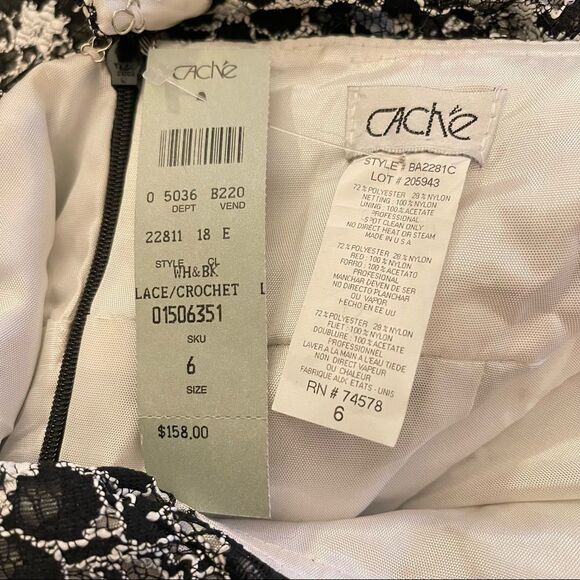 CACHÉ
0 5036 B220
DEPT VEND
22811 18 E
STYLE CL
WH&BK
LACE/CROCHET L
01506351
SKU
6
SIZE
$158.00
CACHÉ
STYLE # BA2281C
LOT # 205943
72% POLYESTER 28% NYLON
NETTING : 100% NYLON
LINING : 100% ACETATE
PROFESSIONAL
SPOT CLEAN ONLY
NO DIRECT HEAT OR STEAM
MADE IN U S A
72% POLYESTER 28% NYLON
RED : 100% NYLON
FORRO : 100% ACETATO
PROFESIONAL
MANCHAR DEVEN DE SER
NO DIRECTO PLANCHAR
OU VAPOR
HECHO EN EE UU
72% POLYESTER 28% NYLON
FLIET : 100% NYLON
DOUBLURE : 100% ACETATE
PROFESSIONNEL
LAVER A LA MAIN A L'EAU TIEDE
NON DIRECT VAPEUR
OU CHALEUR
FABRIQUE AUX ETATS - UNIS
RN # 74578
6